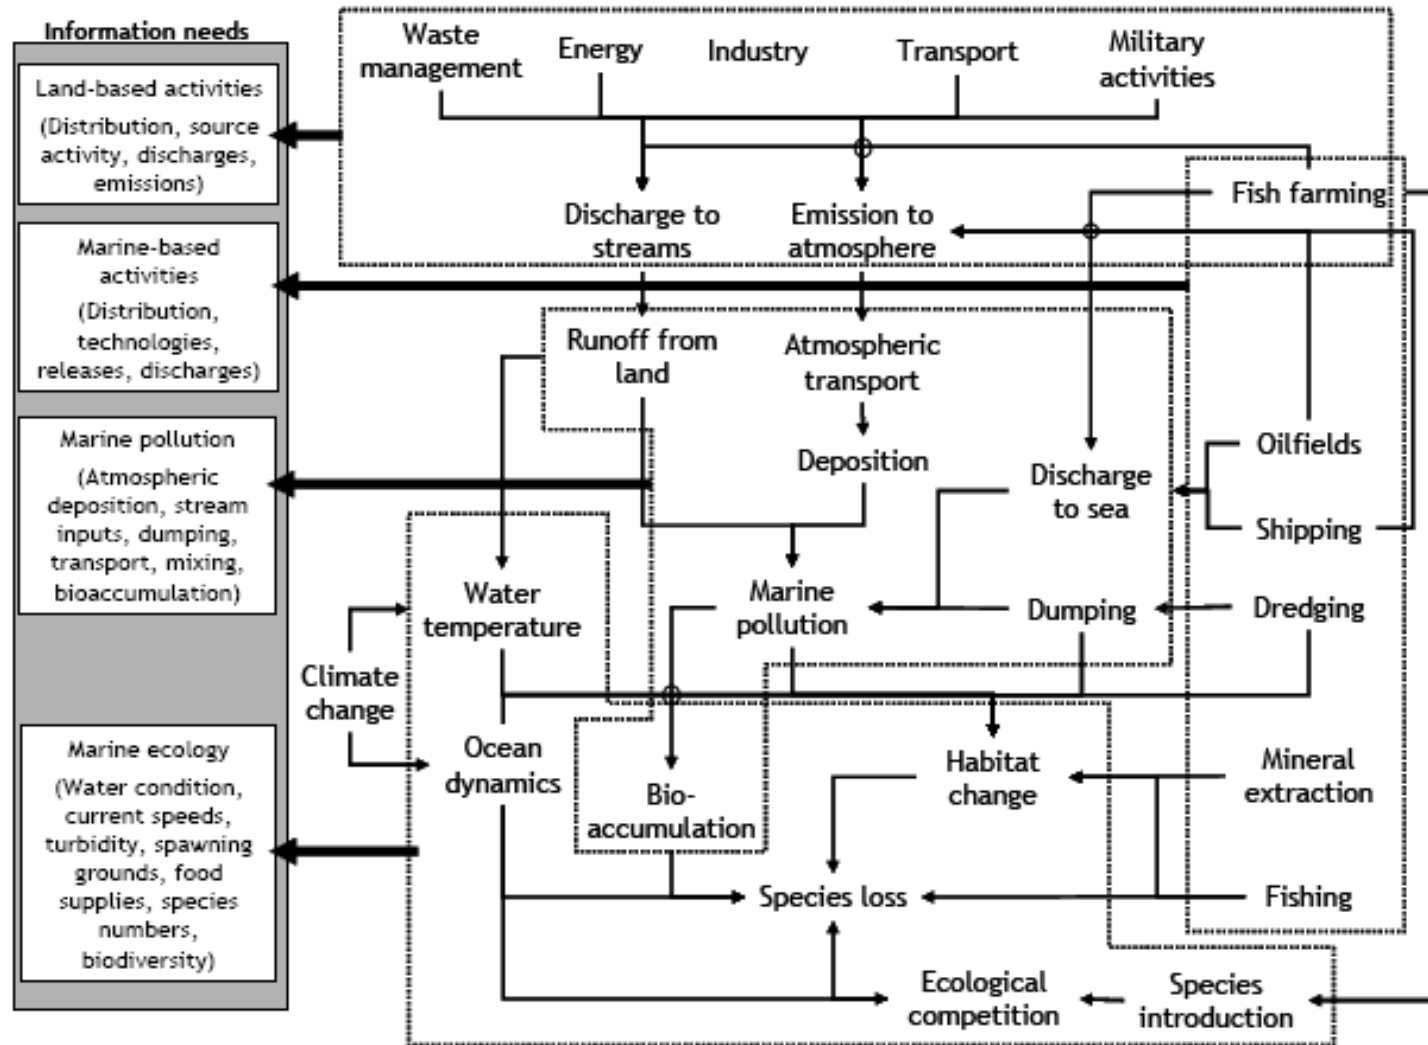 Information needs
Land-based activities
(Distribution, source
activity, discharges,
emissions)
Marine-based
activities
(Distribution,
technologies,
releases, discharges)
Marine pollution
(Atmospheric
deposition, stream
inputs, dumping,
transport, mixing,
bioaccumulation)
Marine ecology
(Water condition,
current speeds,
turbidity, spawning
grounds, food
supplies, species
numbers,
biodiversity)
Waste
management
Energy
Industry
Transport
Military
activities
Fish farming
Discharge to
streams
Emission to
atmosphere
Runoff from
land
Atmospheric
transport
Deposition
Discharge
to sea
Oilfields
Shipping
Water
temperature
Marine
pollution
Dumping
Dredging
Climate
change
Ocean
dynamics
Bio-
accumulation
Habitat
change
Mineral
extraction
Species loss
Fishing
Ecological
competition
Species
introduction